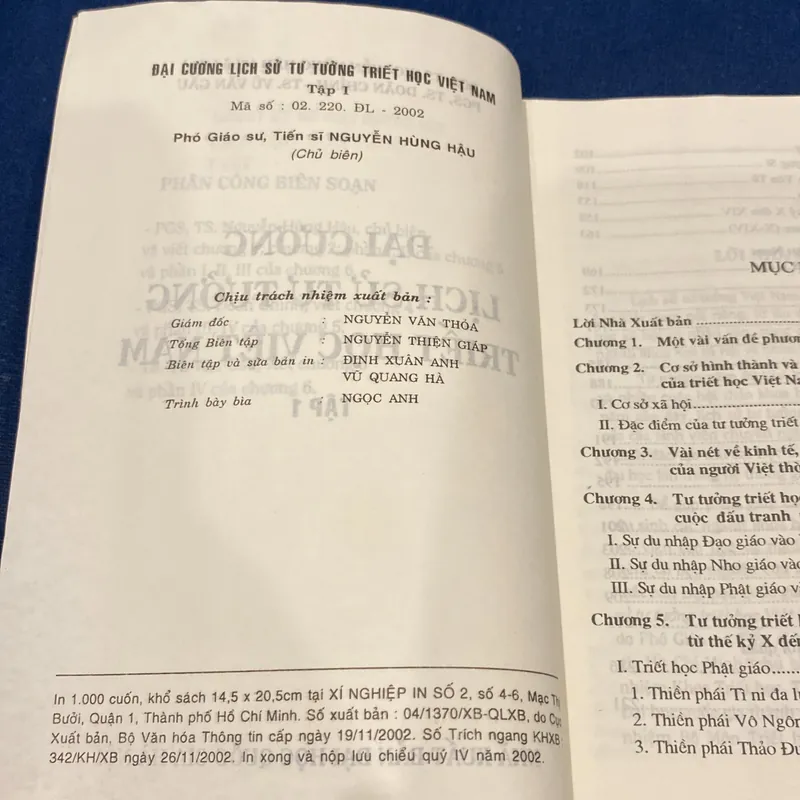 ĐẠI CƯƠNG LỊCH SỬ TƯ TƯỞNG TRIẾT HỌC VIỆT NAM
Tập I
Mã số : 02. 220. ĐL - 2002
Phó Giáo sư, Tiến sĩ NGUYỄN HÙNG HẬU
(Chủ biên)
PHÂN CÔNG BIÊN SOẠN
Chịu trách nhiệm xuất bản :
Giám đốc : NGUYỄN VĂN THỎA
Tổng Biên tập : NGUYỄN THIỆN GIÁP
Biên tập và sửa bản in : ĐINH XUÂN ANH
VŨ QUANG HÀ
Trình bày bìa : NGỌC ANH
In 1.000 cuốn, khổ sách 14,5 x 20,5cm tại XÍ NGHIỆP IN SỐ 2, số 4-6, Mạc Thị
Bưởi, Quận 1, Thành phố Hồ Chí Minh. Số xuất bản : 04/1370/XB-QLXB, do Cục
Xuất bản, Bộ Văn hóa Thông tin cấp ngày 19/11/2002. Số Trích ngang KHXB
342/KH/XB ngày 26/11/2002. In xong và nộp lưu chiểu quý IV năm 2002.
MỤC
Lời Nhà Xuất bản
Chương 1. Một vài vấn đề phươn
Chương 2. Cơ sở hình thành và
của triết học Việt Na
I. Cơ sở xã hội
II. Đặc điểm của tư tưởng triết
Chương 3. Vài nét về kinh tế,
của người Việt thờ
Chương 4. Tư tưởng triết họ
cuộc đấu tranh
I. Sự du nhập Đạo giáo vào
II. Sự du nhập Nho giáo vào
III. Sự du nhập Phật giáo v
Chương 5. Tư tưởng triết
từ thế kỷ X đến
I. Triết học Phật giáo
1. Thiền phái Tì ni đa lư
2. Thiền phái Vô Ngôn
3. Thiền phái Thảo Đư